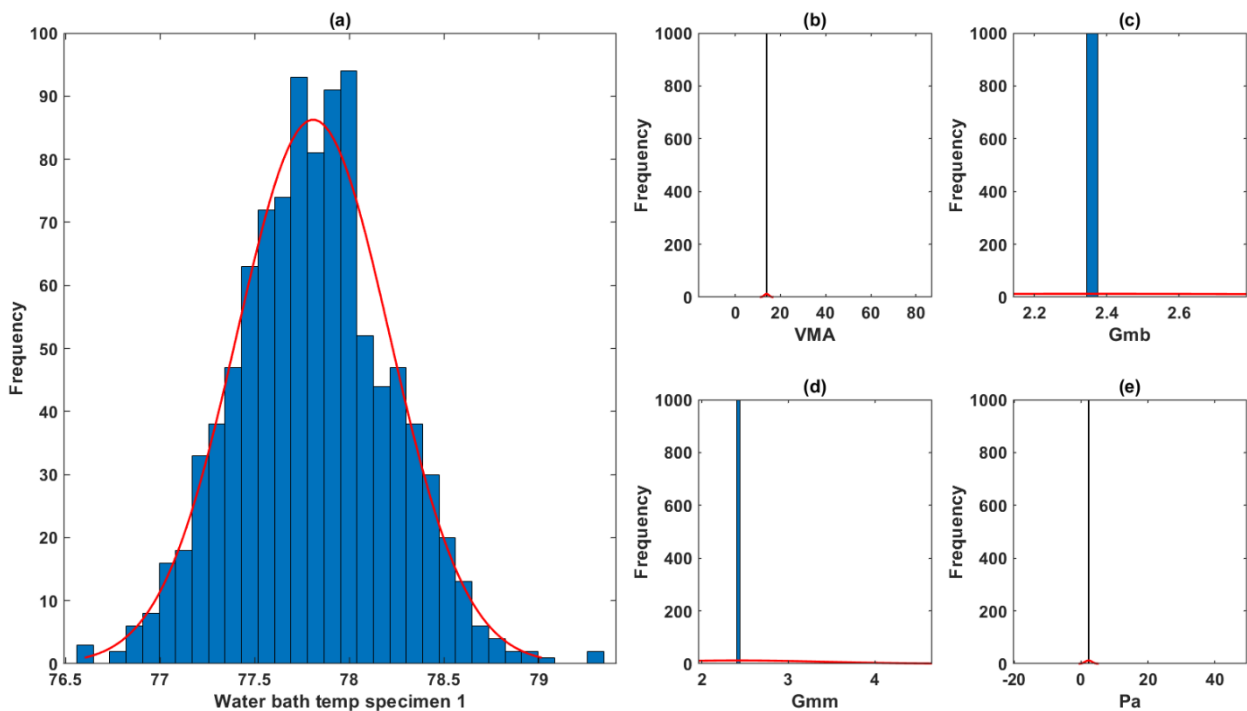 (a)
100
90
80
70
60
50
40
30
20
10
0
Frequency
76.5 77 77.5 78 78.5 79
Water bath temp specimen 1
(b)
1000
800
600
400
200
0
Frequency
0 20 40 60 80
VMA
(c)
1000
800
600
400
200
0
Frequency
2.2 2.4 2.6
Gmb
(d)
1000
800
600
400
200
0
Frequency
2 3 4
Gmm
(e)
1000
800
600
400
200
0
Frequency
-20 0 20 40
Pa